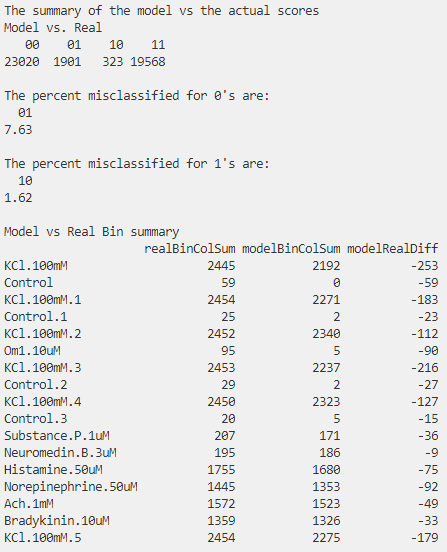 The summary of the model vs the actual scores
Model vs. Real
00 01 10 11
23020 1901 323 19568
The percent misclassified for 0's are:
01
7.63
The percent misclassified for 1's are:
10
1.62
Model vs Real Bin summary
realBinColSum modelBinColSum modelRealDiff
KCl.100mM 2445 2192 -253
Control 59 0 -59
KCl.100mM.1 2454 2271 -183
Control.1 25 2 -23
KCl.100mM.2 2452 2340 -112
Om1.10uM 95 5 -90
KCl.100mM.3 2453 2237 -216
Control.2 29 2 -27
KCl.100mM.4 2450 2323 -127
Control.3 20 5 -15
Substance.P.1uM 207 171 -36
Neuromedin.B.3uM 195 186 -9
Histamine.50uM 1755 1680 -75
Norepinephrine.50uM 1445 1353 -92
Ach.1mM 1572 1523 -49
Bradykinin.10uM 1359 1326 -33
KCl.100mM.5 2454 2275 -179